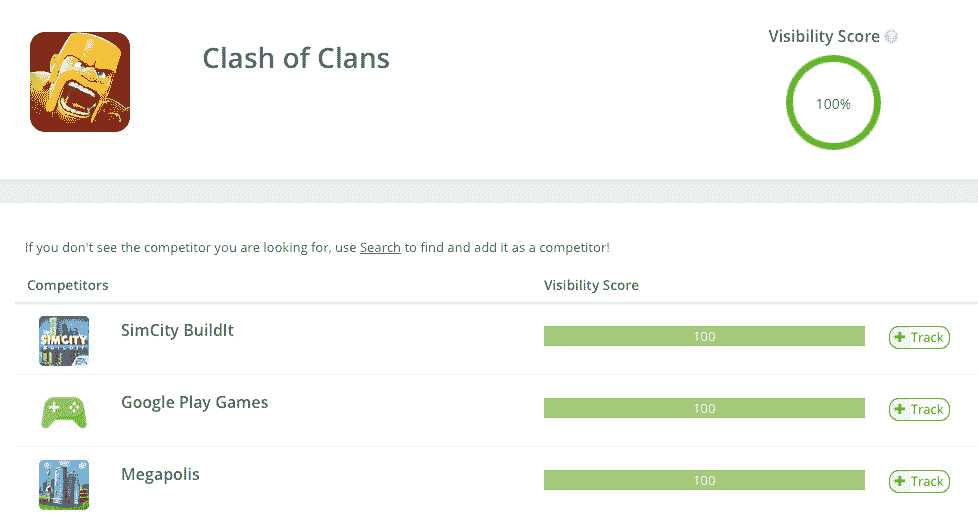 Clash of Clans
Visibility Score
100%
If you don't see the competitor you are looking for, use Search to find and add it as a competitor!
Competitors Visibility Score
SIMCITY
BUILDIT
SimCity BuildIt 100 + Track
Google Play Games 100 + Track
Megapolis 100 + Track